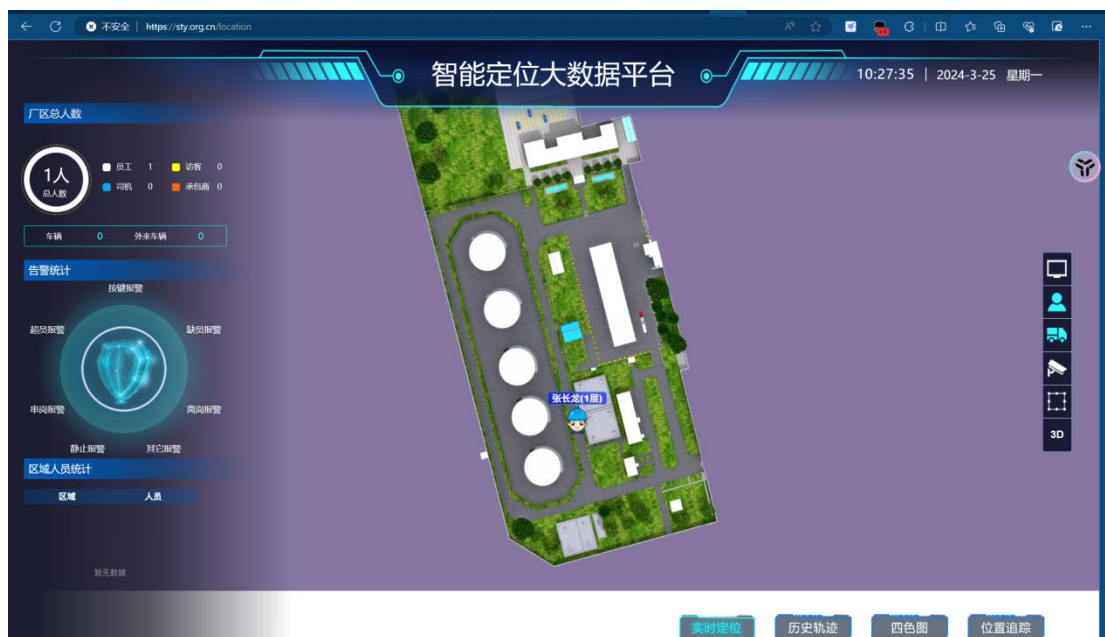 不安全 | https://sty.org.cn/location
智能定位大数据平台
10:27:35 | 2024-3-25 星期一
厂区总人数
1人
总人数
员工 1 访客 0
司机 0 承包商 0
车辆 0 外来车辆 0
告警统计
按键报警
超员报警 缺员报警
串岗报警 离岗报警
静止报警 其它报警
区域人员统计
区域 人员
暂无数据
张长龙(1层)
3D
实时定位 历史轨迹 四色图 位置追踪